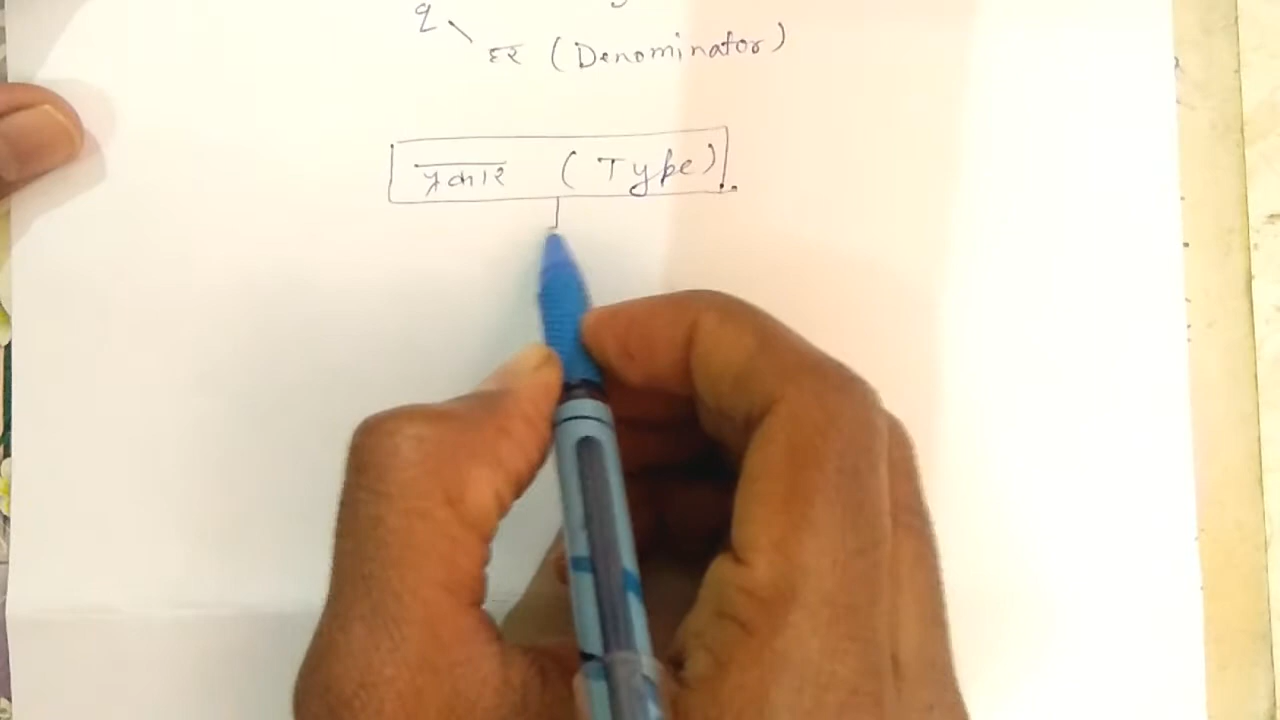 q
हर (Denominator)
प्रकार (Type)